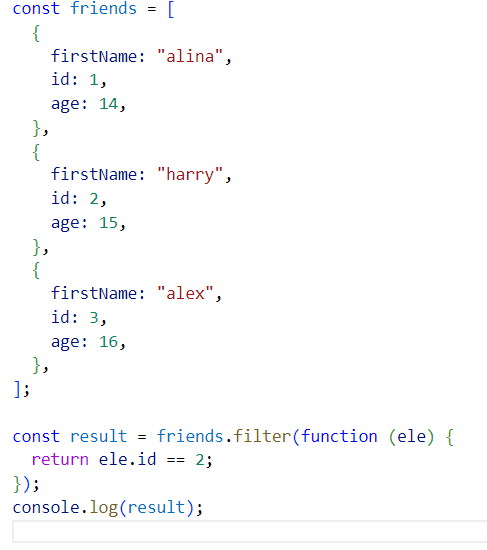 const friends = [
  {
    firstName: "alina",
    id: 1,
    age: 14,
  },
  {
    firstName: "harry",
    id: 2,
    age: 15,
  },
  {
    firstName: "alex",
    id: 3,
    age: 16,
  },
];
const result = friends.filter(function (ele) {
  return ele.id == 2;
});
console.log(result);